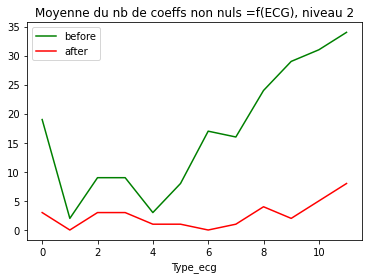 Moyenne du nb de coeffs non nuls =f(ECG), niveau 2
before
after
35
30
25
20
15
10
5
0
0 2 4 6 8 10
Type_ecg